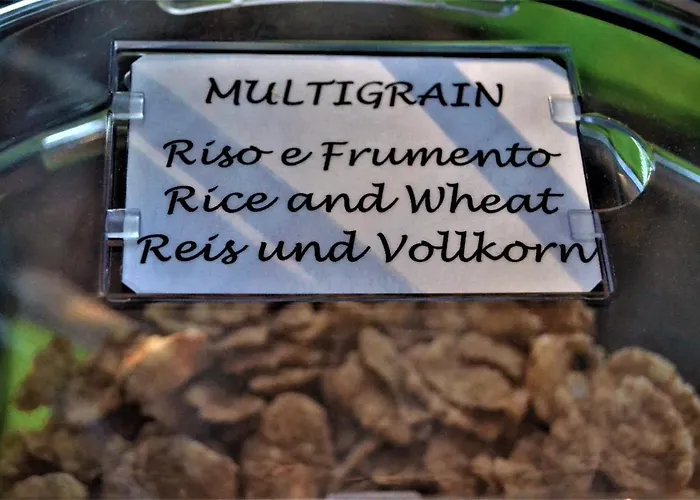 MULTIGRAIN
Riso e Frumento
Rice and Wheat
Reis und Vollkorn